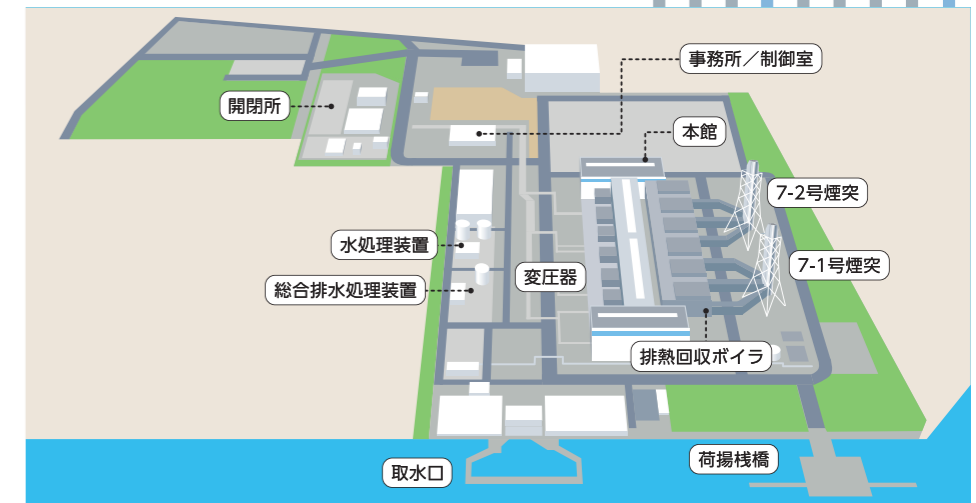 事務所／制御室
開閉所
本館
7-2号煙突
水処理装置
7-1号煙突
変圧器
総合排水処理装置
排熱回収ボイラ
荷揚桟橋
取水口